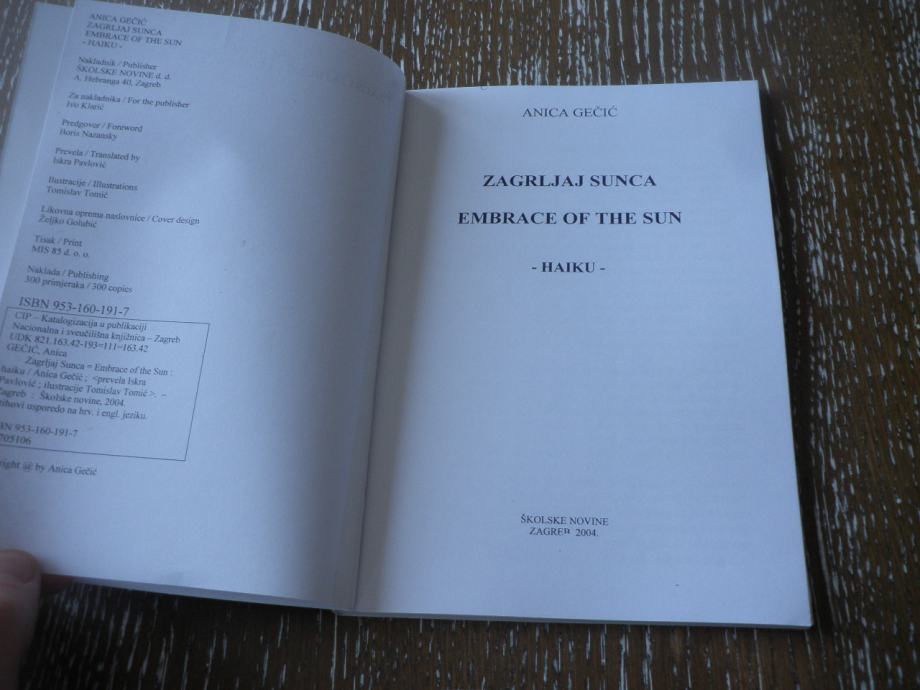 ANICA GEČIĆ
ZAGRLJAJ SUNCA
EMBRACE OF THE SUN
- HAIKU -
Nakladnik / Publisher
ŠKOLSKE NOVINE d. d.
A. Hebranga 40, Zagreb
Za nakladnika / For the publisher
Ivo Klarić
Predgovor / Foreword
Boris Nazansky
Prevela / Translated by
Iskra Pavlović
Ilustracije / Illustrations
Tomislav Tomić
Likovna oprema naslovnice / Cover design
Željko Golubić
Tisak / Print
MIS 85 d. o. o.
Naklada / Publishing
300 primjeraka / 300 copies
ISBN 953-160-191-7
CIP – Katalogizacija u publikaciji
Nacionalna i sveučilišna knjižnica – Zagreb
UDK 821.163.42-193=111=163.42
GEČIĆ, Anica
Zagrljaj Sunca = Embrace of the Sun :
haiku / Anica Gečić ; <prevela Iskra
Pavlović ; ilustracije Tomislav Tomić >. –
Zagreb : Školske novine, 2004.
usporedo na hrv. i engl. jeziku.
953-160-191-7
705106
@ by Anica Gečić
ANICA GEČIĆ
ZAGRLJAJ SUNCA
EMBRACE OF THE SUN
- HAIKU -
ŠKOLSKE NOVINE
ZAGREB 2004.